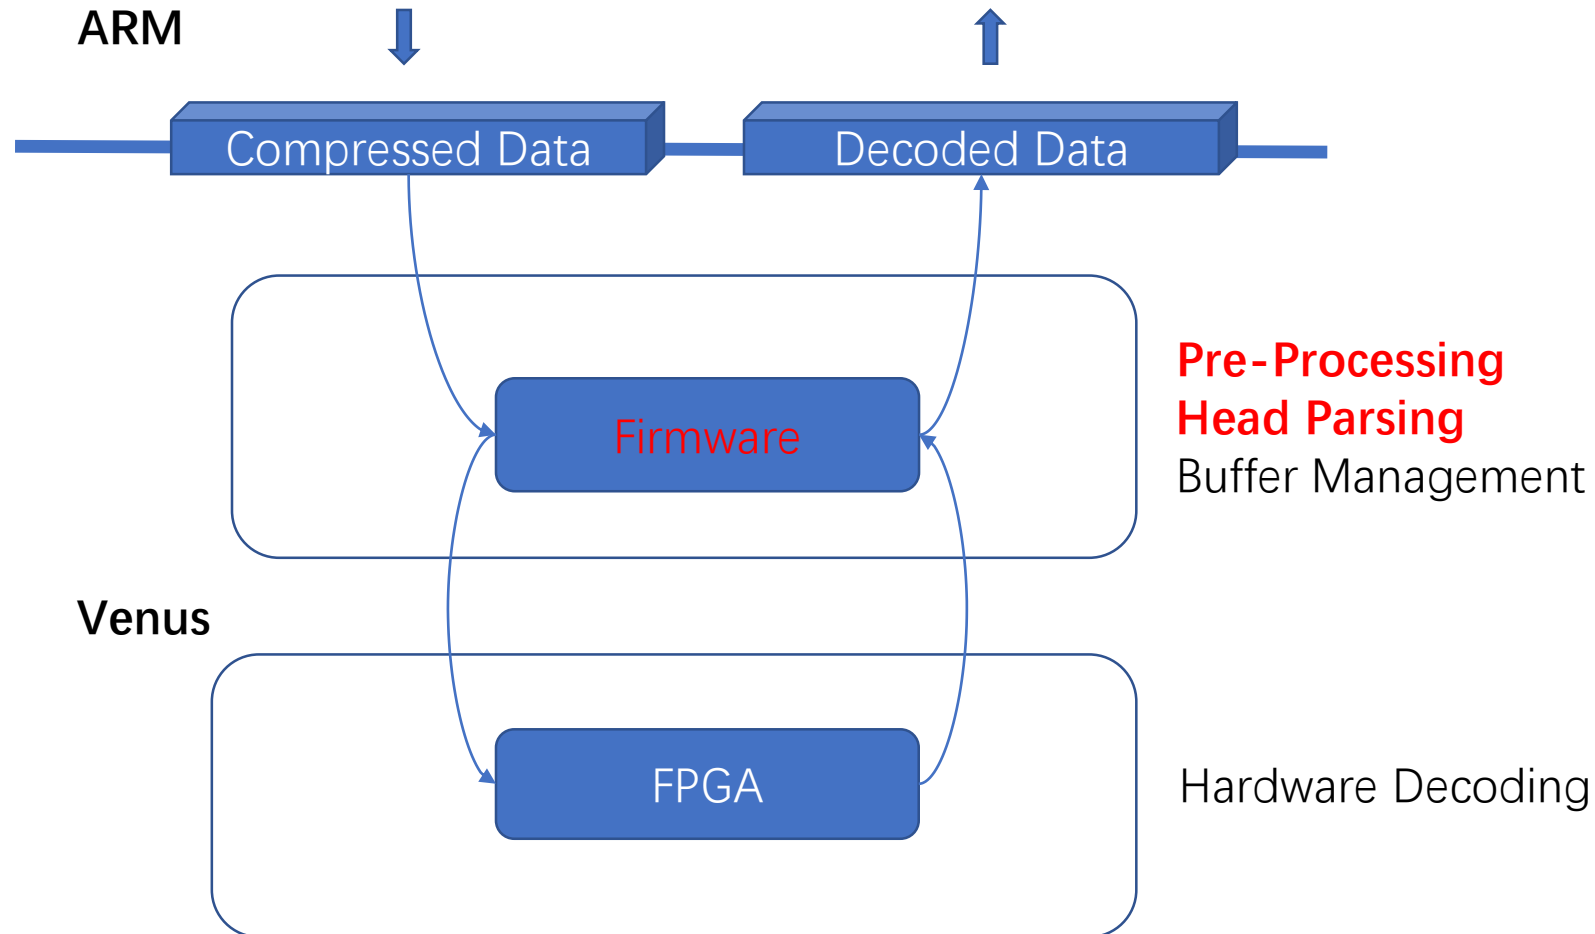 ARM
Compressed Data
Decoded Data
Pre-Processing
Head Parsing
Buffer Management
Firmware
Venus
FPGA
Hardware Decoding